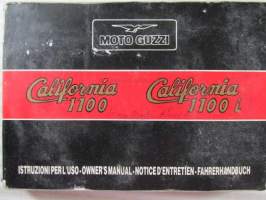 MOTO GUZZI
California California
1100 1100 i
ISTRUZIONI PER L'USO - OWNER'S MANUAL - NOTICE D'ENTRETIEN - FAHRERHANDBUCH